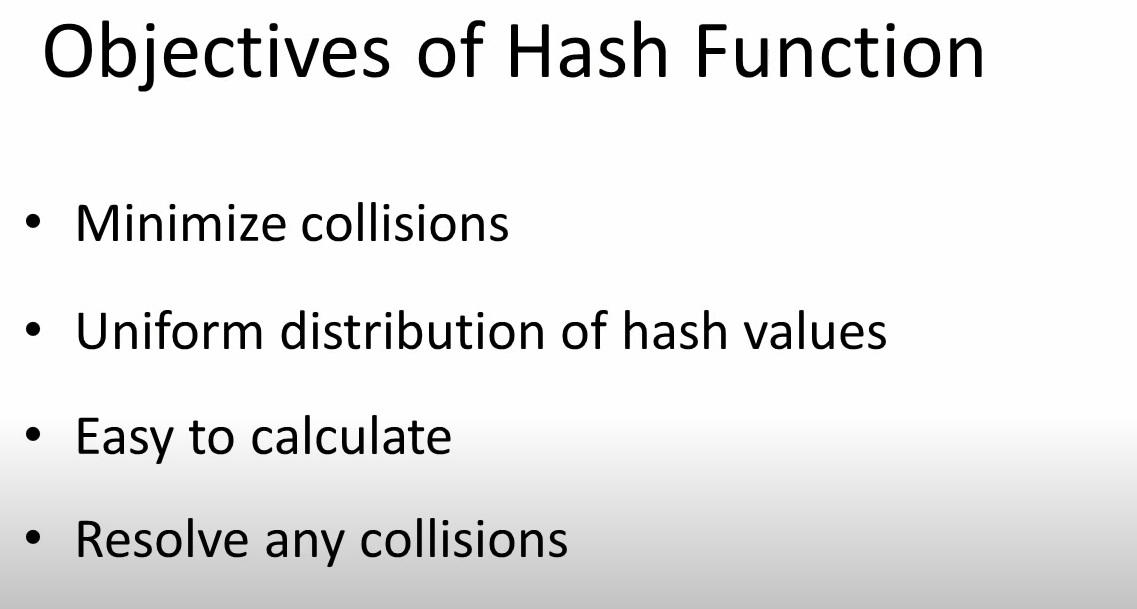 Objectives of Hash Function
• Minimize collisions
• Uniform distribution of hash values
• Easy to calculate
• Resolve any collisions